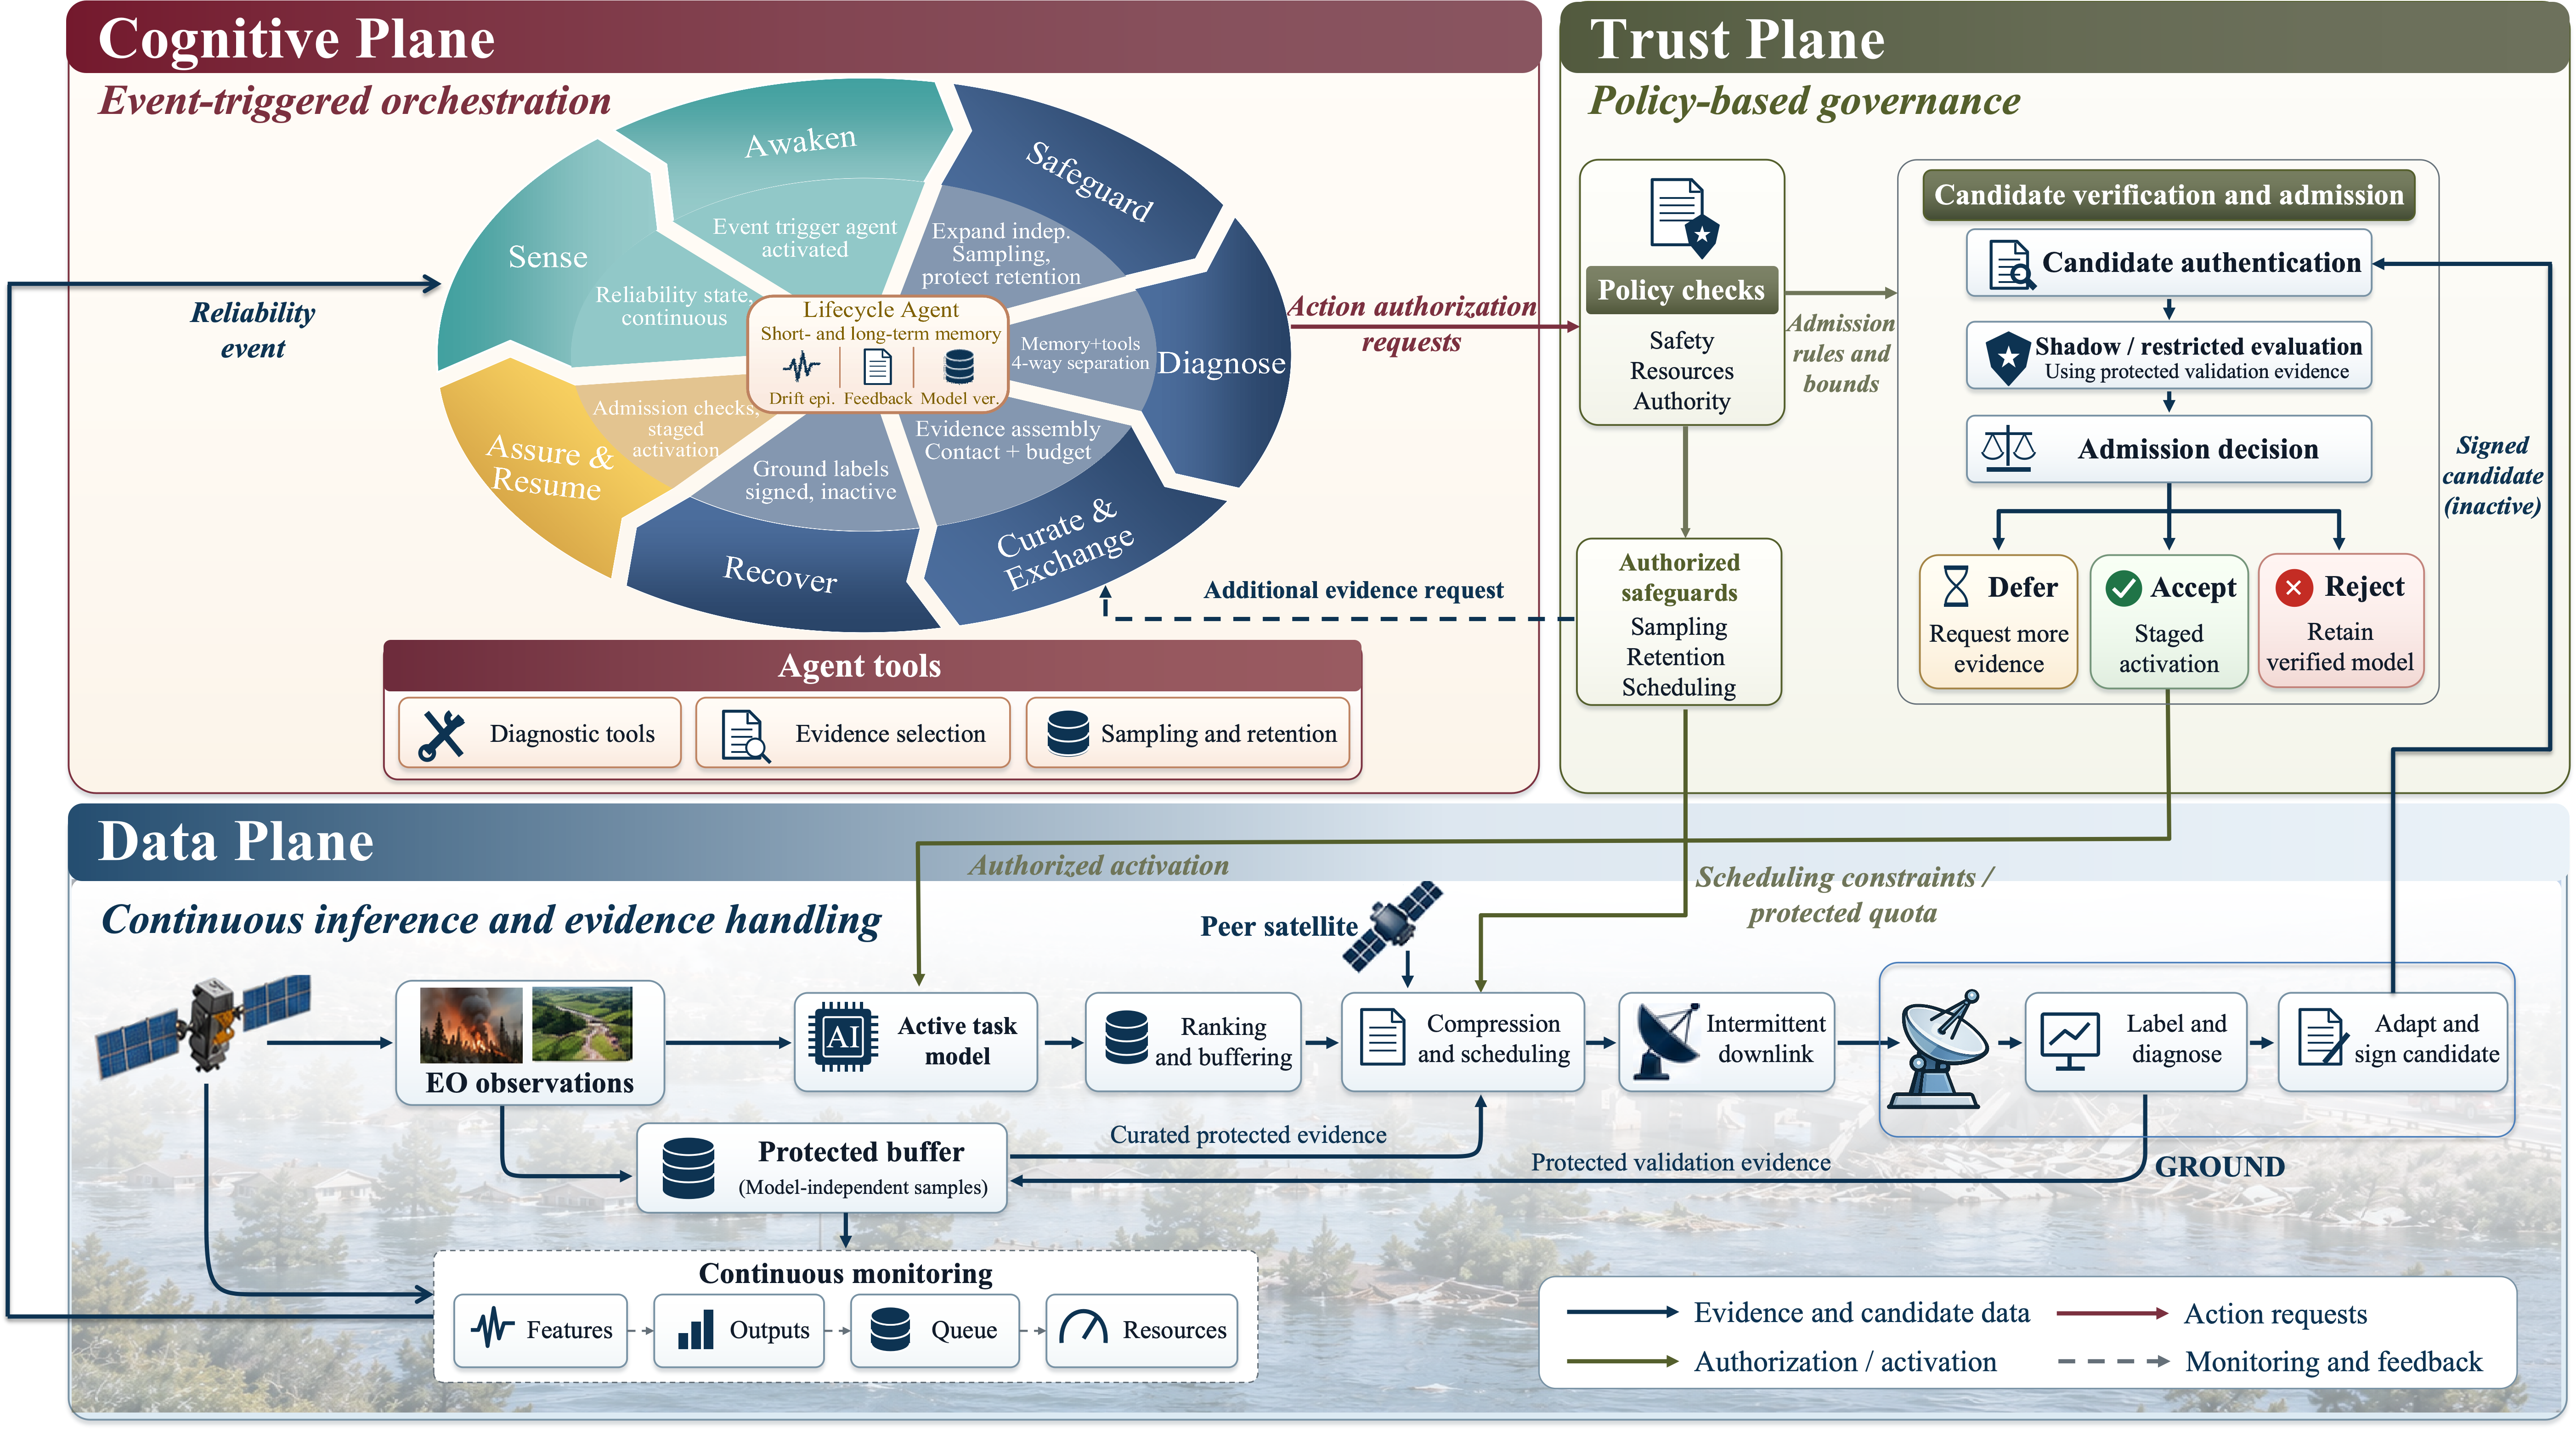 Cognitive Plane
Event-triggered orchestration
Awaken
Event trigger agent
activated
Safeguard
Expand indep.
Sampling,
protect retention
Sense
Reliability state,
continuous
Diagnose
Memory+tools
4-way separation
Lifecycle Agent
Short- and long-term memory
Drift epi.
Feedback
Model ver.
Assure &
Resume
Admission checks,
staged
activation
Recover
Ground labels
signed, inactive
Curate &
Exchange
Evidence assembly
Contact + budget
Reliability
event
Action authorization
requests
Additional evidence request
Agent tools
Diagnostic tools
Evidence selection
Sampling and retention
Trust Plane
Policy-based governance
Policy checks
Safety
Resources
Authority
Admission
rules and
bounds
Authorized
safeguards
Sampling
Retention
Scheduling
Candidate verification and admission
Candidate authentication
Shadow / restricted evaluation
Using protected validation evidence
Admission decision
Defer
Request more
evidence
Accept
Staged
activation
Reject
Retain
verified model
Signed
candidate
(inactive)
Data Plane
Continuous inference and evidence handling
Authorized activation
Scheduling constraints /
protected quota
Peer satellite
EO observations
AI
Active task
model
Ranking
and buffering
Compression
and scheduling
Intermittent
downlink
Label and
diagnose
Adapt and
sign candidate
GROUND
Protected buffer
(Model-independent samples)
Curated protected evidence
Protected validation evidence
Continuous monitoring
Features
Outputs
Queue
Resources
Evidence and candidate data
Action requests
Authorization / activation
Monitoring and feedback